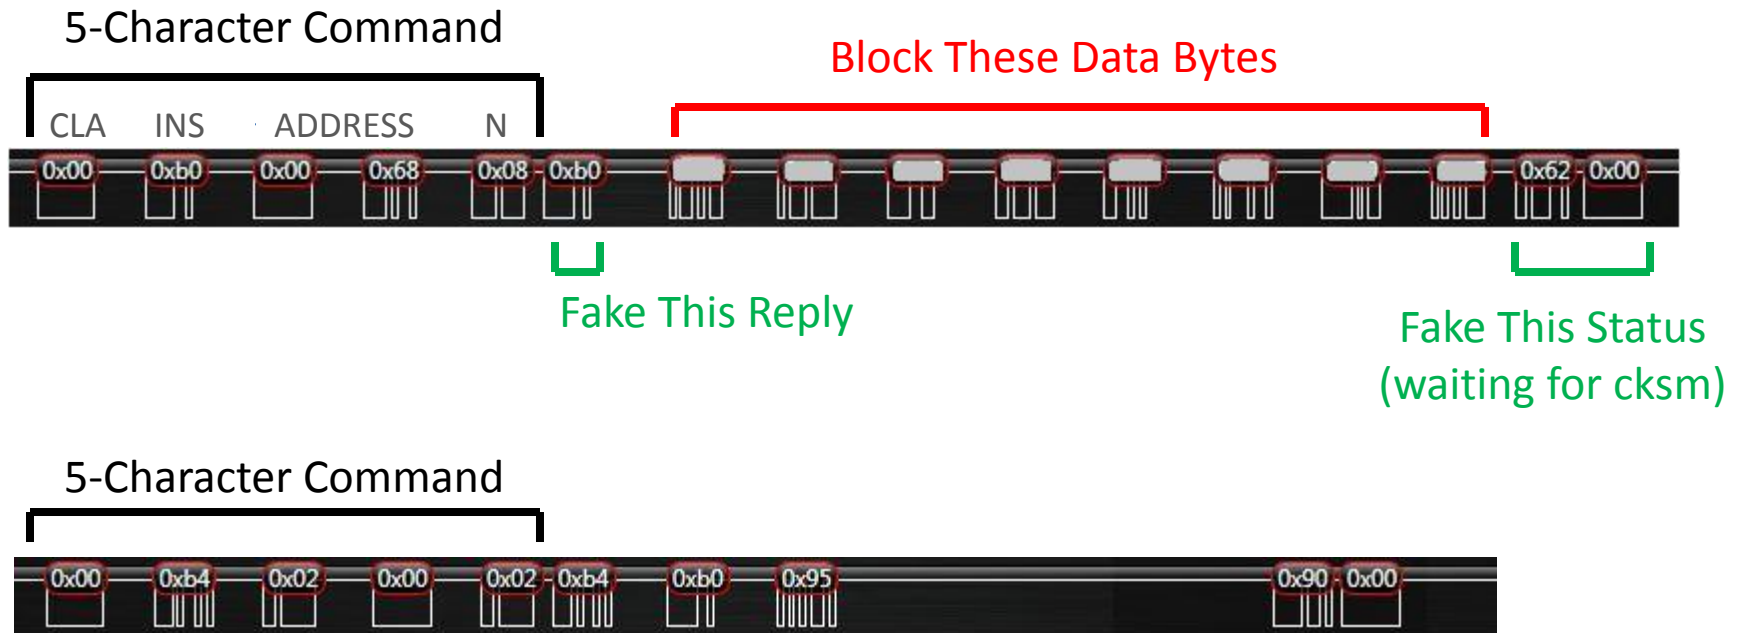 5-Character Command
Block These Data Bytes
CLA INS ADDRESS N
0x00 0xb0 0x00 0x68 0x08 0xb0 0x62 0x00
Fake This Reply
Fake This Status
(waiting for cksm)
5-Character Command
0x00 0xb4 0x02 0x00 0x02 0xb4 0xb0 0x95 0x90 0x00